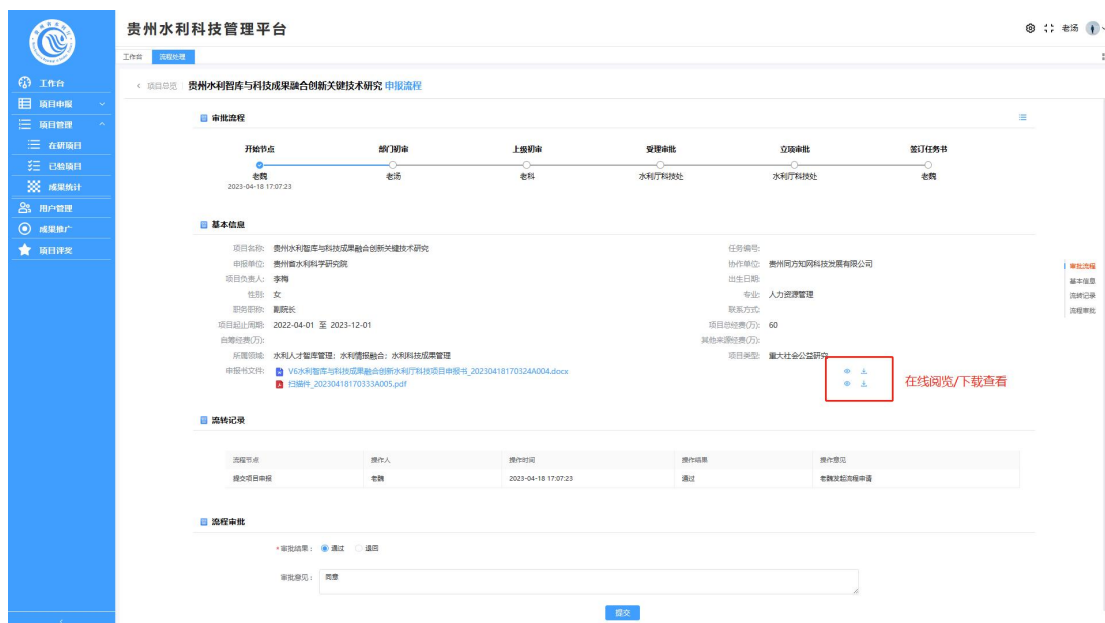 贵州水利科技管理平台
老汤
工作台 流程处理
工作台
项目申报
项目管理
在研项目
已验项目
成果统计
用户管理
成果推广
项目评奖
< 项目总览 贵州水利智库与科技成果融合创新关键技术研究 申报流程
审批流程
开始节点 部门初审 上级初审 受理审批 立项审批 签订任务书
老魏 老汤 老科 水利厅科技处 水利厅科技处 老魏
2023-04-18 17:07:23
基本信息
项目名称: 贵州水利智库与科技成果融合创新关键技术研究 任务编号:
申报单位: 贵州省水利科学研究院 协作单位: 贵州同方知网科技发展有限公司
项目负责人: 李梅 出生日期:
性别: 女 专业: 人力资源管理
职务职称: 副院长 联系方式:
项目起止周期: 2022-04-01 至 2023-12-01 项目总经费(万): 60
自筹经费(万): 其他来源经费(万):
所属领域: 水利人才智库管理；水利情报融合；水利科技成果管理 项目类型: 重大社会公益研究
申报书文件: V6水利智库与科技成果融合创新水利厅科技项目申报书_20230418170324A004.docx
扫描件_20230418170333A005.pdf
在线阅览/下载查看
审批流程
基本信息
流转记录
流程审批
流转记录
流程节点 操作人 操作时间 操作结果 操作意见
提交项目申报 老魏 2023-04-18 17:07:23 通过 老魏发起流程申请
流程审批
* 审批结果： 通过 退回
审批意见： 同意
提交